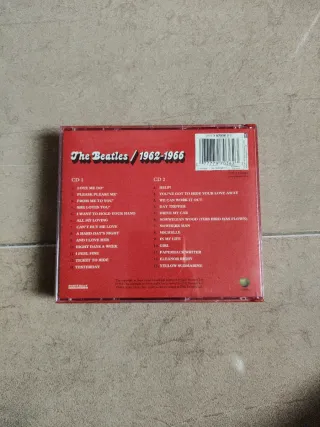 The Beatles / 1962-1966
CD 1
LOVE ME DO
PLEASE PLEASE ME
FROM ME TO YOU
SHE LOVES YOU
I WANT TO HOLD YOUR HAND
ALL MY LOVING
CAN'T BUY ME LOVE
A HARD DAY'S NIGHT
AND I LOVE HER
EIGHT DAYS A WEEK
I FEEL FINE
TICKET TO RIDE
YESTERDAY
CD 2
HELP!
YOU'VE GOT TO HIDE YOUR LOVE AWAY
WE CAN WORK IT OUT
DAY TRIPPER
DRIVE MY CAR
NORWEGIAN WOOD (THIS BIRD HAS FLOWN)
NOWHERE MAN
MICHELLE
IN MY LIFE
GIRL
PAPERBACK WRITER
ELEANOR RIGBY
YELLOW SUBMARINE